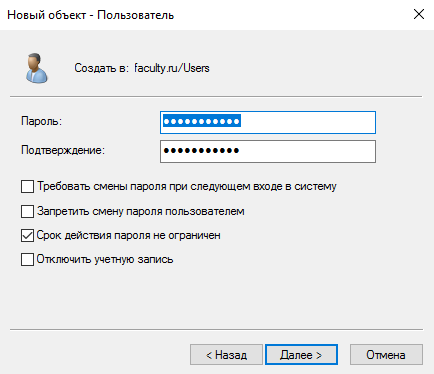 Новый объект - Пользователь
Создать в: faculty.ru/Users
Пароль: ●●●●●●●●●●●
Подтверждение: ●●●●●●●●●●●
Требовать смены пароля при следующем входе в систему
Запретить смену пароля пользователем
Срок действия пароля не ограничен
Отключить учетную запись
< Назад Далее > Отмена